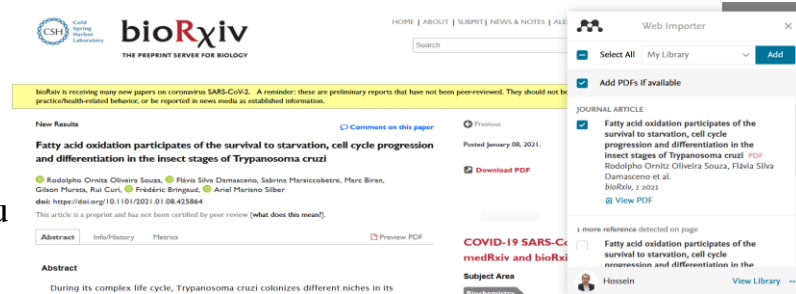 CSH
Cold
Spring
Harbor
Laboratory
bioRχiv
THE PREPRINT SERVER FOR BIOLOGY
HOME | ABOUT | SUBMIT | NEWS & NOTES | ALE
Search
bioRxiv is receiving many new papers on coronavirus SARS-CoV-2. A reminder: these are preliminary reports that have not been peer-reviewed. They should not be
practice/health-related behavior, or be reported in news media as established information.
New Results
Comment on this paper
Fatty acid oxidation participates of the survival to starvation, cell cycle progression
and differentiation in the insect stages of Trypanosoma cruzi
Rodolpho Ornitz Oliveira Souza, Flávia Silva Damasceno, Sabrina Marsiccobetre, Marc Biran,
Gilson Murata, Rui Curi, Frédéric Bringaud, Ariel Mariano Silber
doi: https://doi.org/10.1101/2021.01.08.425864
This article is a preprint and has not been certified by peer review [what does this mean?].
u
Abstract Info/History Metrics Preview PDF
Abstract
During its complex life cycle, Trypanosoma cruzi colonizes different niches in its
Previous
Posted January 08, 2021.
Download PDF
COVID-19 SARS-Co
medRxiv and bioRxi
Subject Area
Biochemistry
Web Importer
Select All My Library Add
Add PDFs if available
JOURNAL ARTICLE
Fatty acid oxidation participates of the
survival to starvation, cell cycle
progression and differentiation in the
insect stages of Trypanosoma cruzi PDF
Rodolpho Ornitz Oliveira Souza, Flávia Silva
Damasceno et al.
bioRxiv, 1 2021
View PDF
1 more reference detected on page
Fatty acid oxidation participates of the
survival to starvation, cell cycle
progression and differentiation in the
Hossein View Library